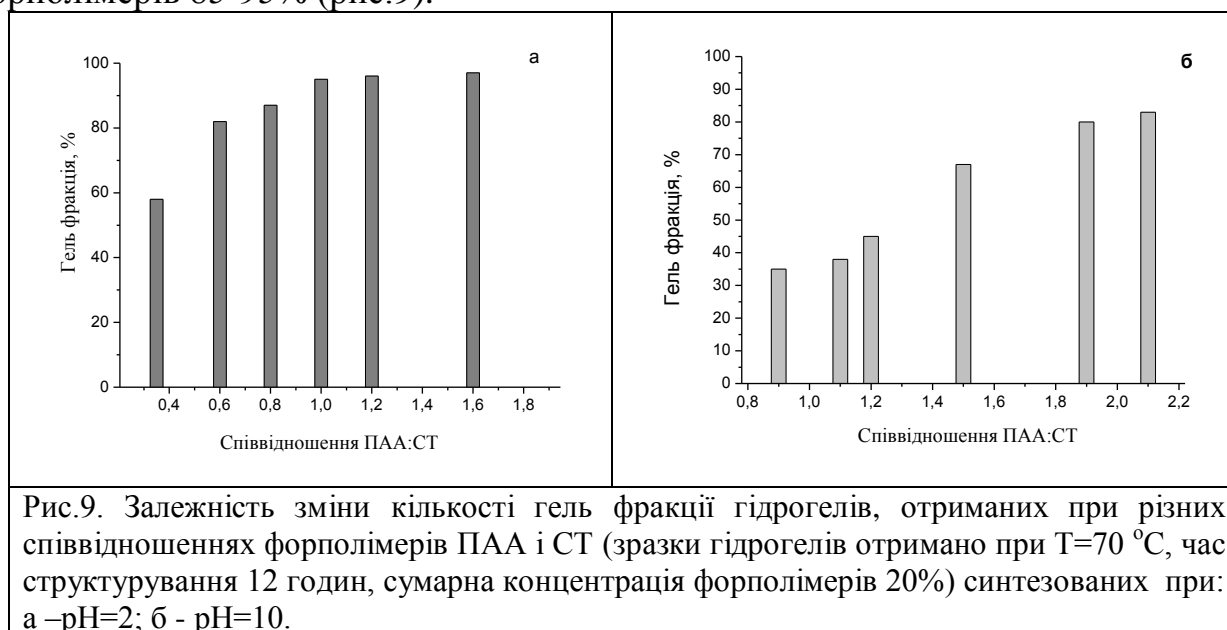 орполімерів 85-95% (рис.9).
а
100
80
60
40
20
0
Гель фракція, %
0,4 0,6 0,8 1,0 1,2 1,4 1,6 1,8
Співвідношення ПАА:СТ
б
100
90
80
70
60
50
40
30
20
10
0
Гель фракція, %
0,8 1,0 1,2 1,4 1,6 1,8 2,0 2,2
Співвідношення ПАА:СТ
Рис.9. Залежність зміни кількості гель фракції гідрогелів, отриманих при різних
співвідношеннях форполімерів ПАА і СТ (зразки гідрогелів отримано при Т=70 °С, час
структурування 12 годин, сумарна концентрація форполімерів 20%) синтезованих при:
а –рН=2; б - рН=10.